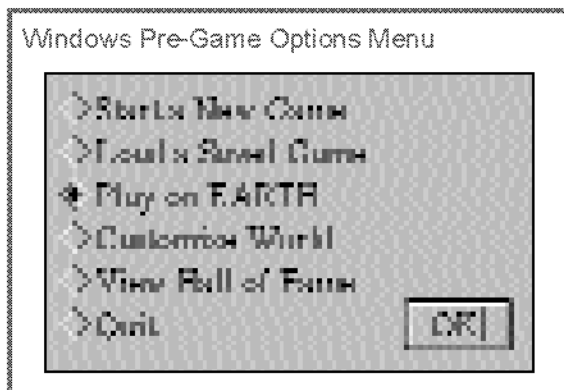 Windows Pre-Game Options Menu
Start a New Game
Load a Saved Game
Play on EARTH
Customize World
View Hall of Fame
Quit
OK